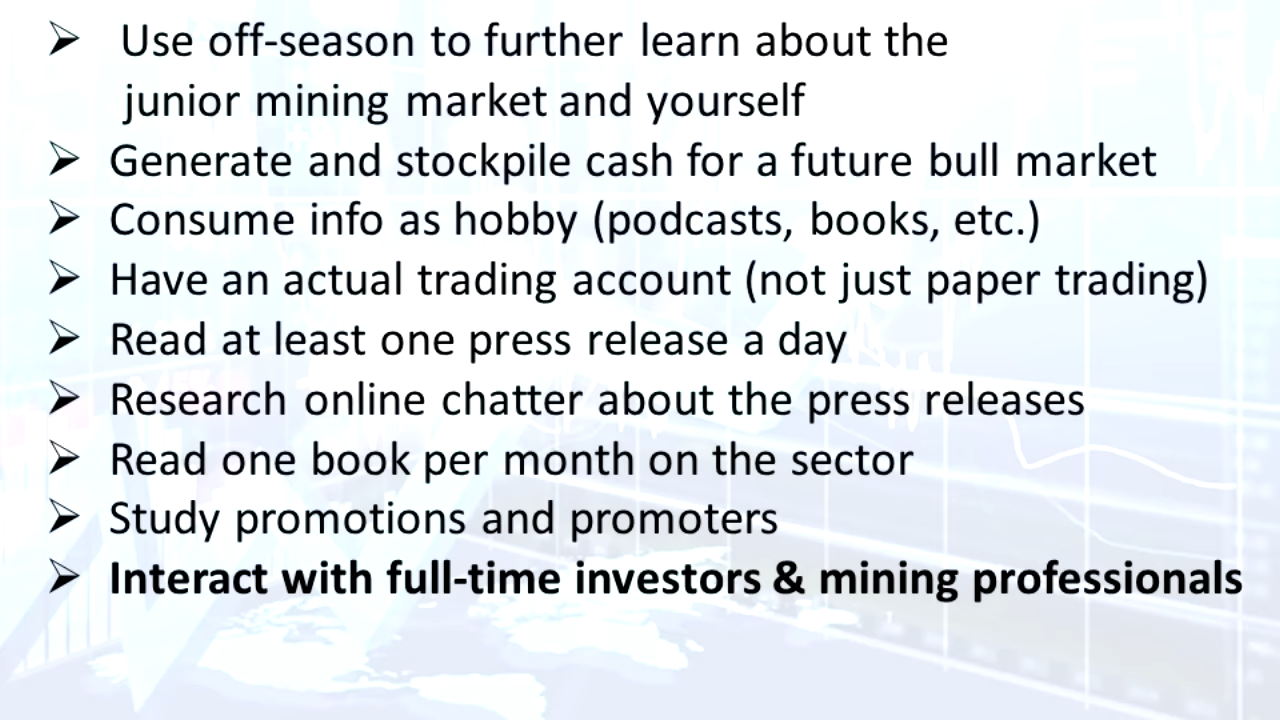 ➢ Use off-season to further learn about the
junior mining market and yourself
➢ Generate and stockpile cash for a future bull market
➢ Consume info as hobby (podcasts, books, etc.)
➢ Have an actual trading account (not just paper trading)
➢ Read at least one press release a day
➢ Research online chatter about the press releases
➢ Read one book per month on the sector
➢ Study promotions and promoters
➢ Interact with full-time investors & mining professionals